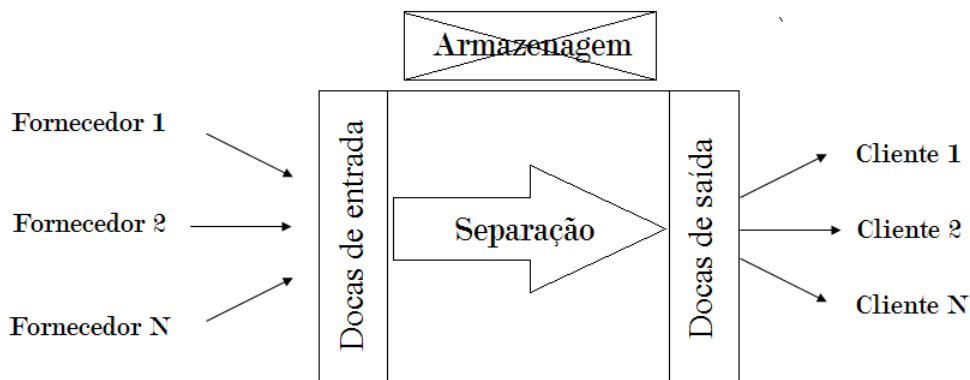 Armazenagem
Fornecedor 1
Fornecedor 2
Fornecedor N
Docas de entrada
Separação
Docas de saída
Cliente 1
Cliente 2
Cliente N